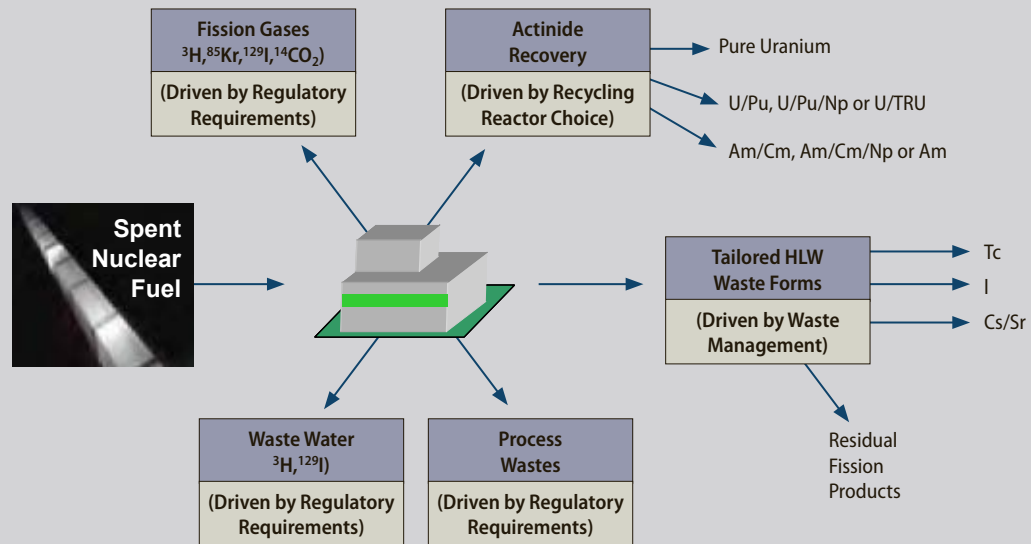 Fission Gases
³H,⁸⁵Kr,¹²⁹I,¹⁴CO₂)
(Driven by Regulatory
Requirements)
Actinide
Recovery
(Driven by Recycling
Reactor Choice)
Pure Uranium
U/Pu, U/Pu/Np or U/TRU
Am/Cm, Am/Cm/Np or Am
Spent
Nuclear
Fuel
Tailored HLW
Waste Forms
(Driven by Waste
Management)
Tc
I
Cs/Sr
Residual
Fission
Products
Waste Water
³H,¹²⁹I)
(Driven by Regulatory
Requirements)
Process
Wastes
(Driven by Regulatory
Requirements)